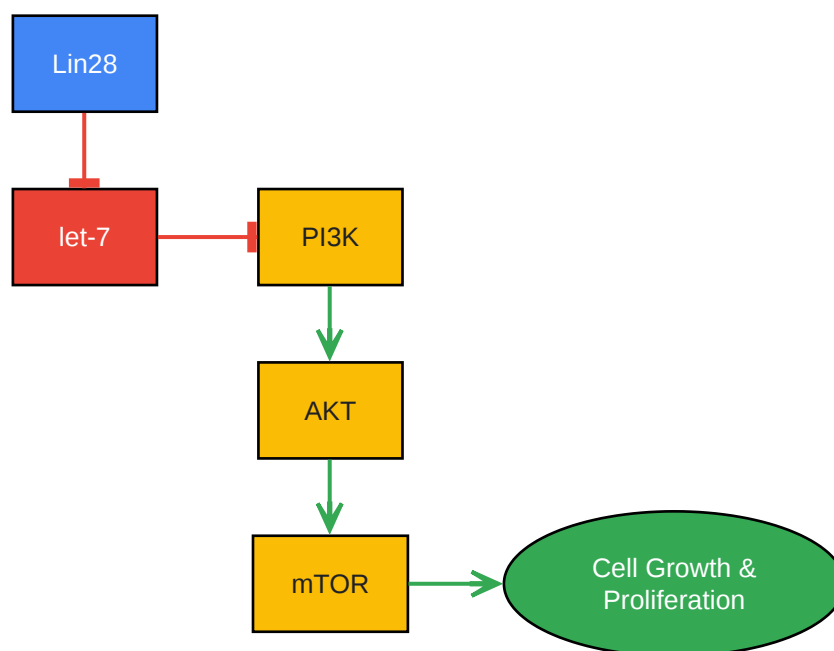 Lin28
let-7
PI3K
AKT
mTOR
Cell Growth &
Proliferation